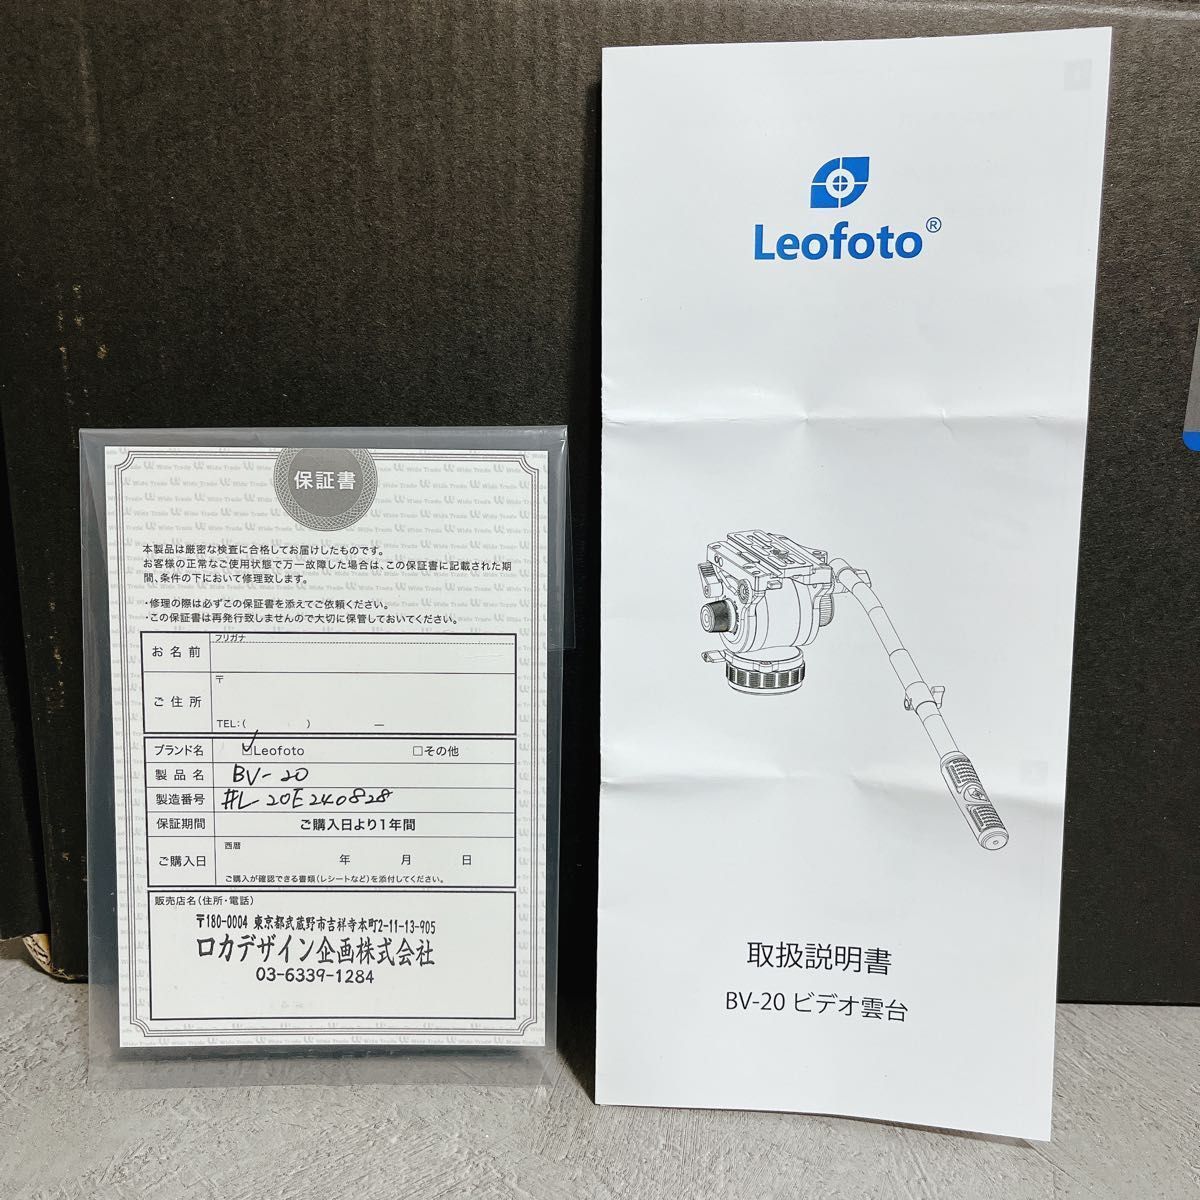 保証書
本製品は厳密な検査に合格してお届けしたものです。
お客様の正常なご使用状態で万一故障した場合は、この保証書に記載された期
間、条件の下において修理致します。
・修理の際は必ずこの保証書を添えてご依頼ください。
・この保証書は再発行致しませんので大切に保管しておいてください。
お名前 フリガナ
ご住所 〒
TEL:( ) ー
ブランド名 ☑Leofoto □その他
製品名 BV-20
製造番号 #L20E240828
保証期間 ご購入日より1年間
ご購入日 西暦 年 月 日
ご購入が確認できる書類(レシートなど)を添付してください。
販売店名(住所・電話)
〒180-0004 東京都武蔵野市吉祥寺本町2-11-13-905
ロカデザイン企画株式会社
03-6339-1284
Leofoto®
取扱説明書
BV-20 ビデオ雲台